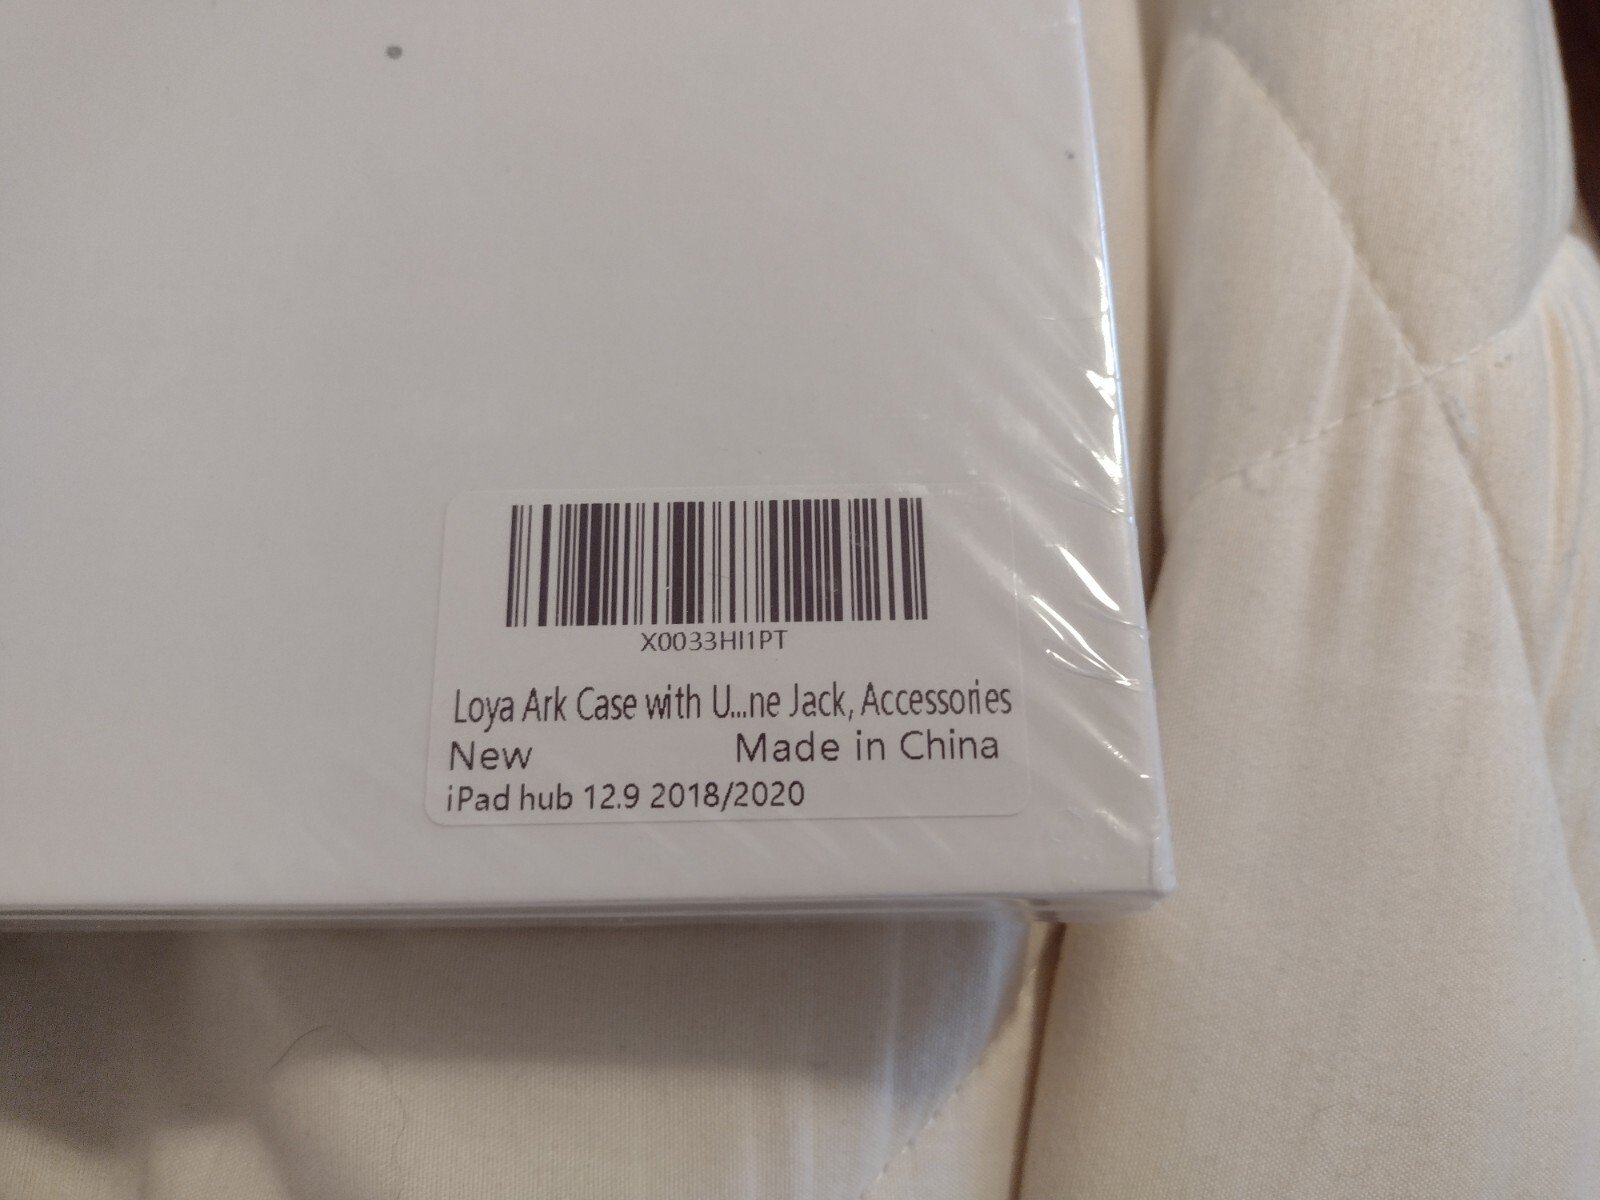 X0033HI1PT
Loya Ark Case with U...ne Jack, Accessories
New Made in China
iPad hub 12.9 2018/2020